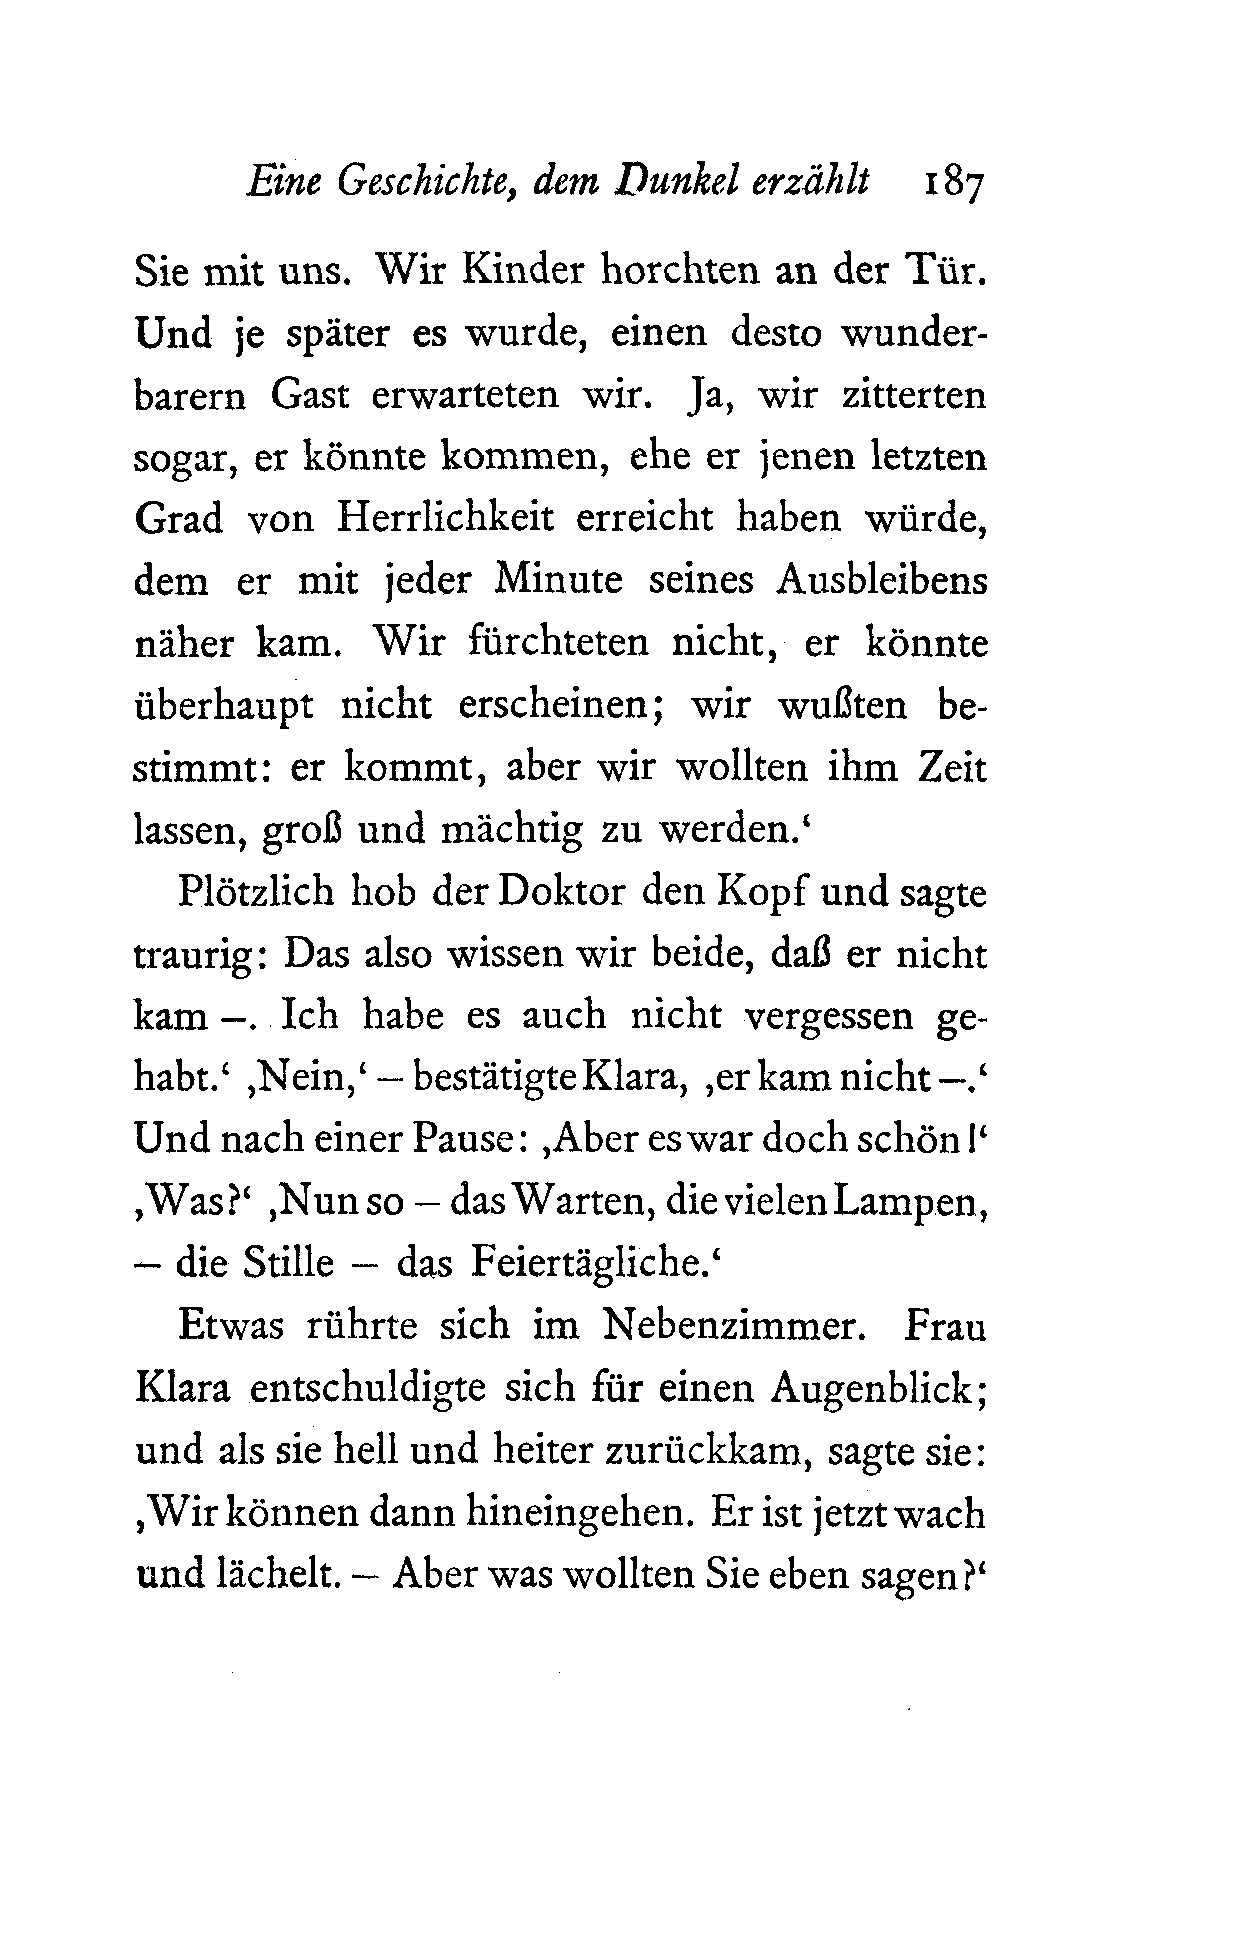 Eine Geschichte, dem Dunkel erzählt 187
Sie mit uns. Wir Kinder horchten an der Tür.
Und je später es wurde, einen desto wunder-
barern Gast erwarteten wir. Ja, wir zitterten
sogar, er könnte kommen, ehe er jenen letzten
Grad von Herrlichkeit erreicht haben würde,
dem er mit jeder Minute seines Ausbleibens
näher kam. Wir fürchteten nicht, er könnte
überhaupt nicht erscheinen; wir wußten be-
stimmt: er kommt, aber wir wollten ihm Zeit
lassen, groß und mächtig zu werden.‘
Plötzlich hob der Doktor den Kopf und sagte
traurig: Das also wissen wir beide, daß er nicht
kam –. Ich habe es auch nicht vergessen ge-
habt.‘ ‚Nein,‘ – bestätigte Klara, ‚er kam nicht –.‘
Und nach einer Pause: ‚Aber es war doch schön!‘
‚Was?‘ ‚Nun so – das Warten, die vielen Lampen,
– die Stille – das Feiertägliche.‘
Etwas rührte sich im Nebenzimmer. Frau
Klara entschuldigte sich für einen Augenblick;
und als sie hell und heiter zurückkam, sagte sie:
‚Wir können dann hineingehen. Er ist jetzt wach
und lächelt. – Aber was wollten Sie eben sagen?‘